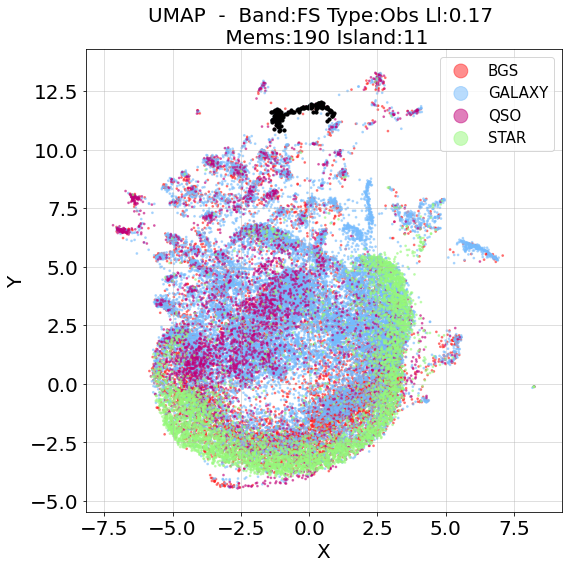 UMAP - Band:FS Type:Obs Ll:0.17
Mems:190 Island:11
BGS
GALAXY
QSO
STAR
Y
12.5
10.0
7.5
5.0
2.5
0.0
−2.5
−5.0
−7.5 −5.0 −2.5 0.0 2.5 5.0 7.5
X